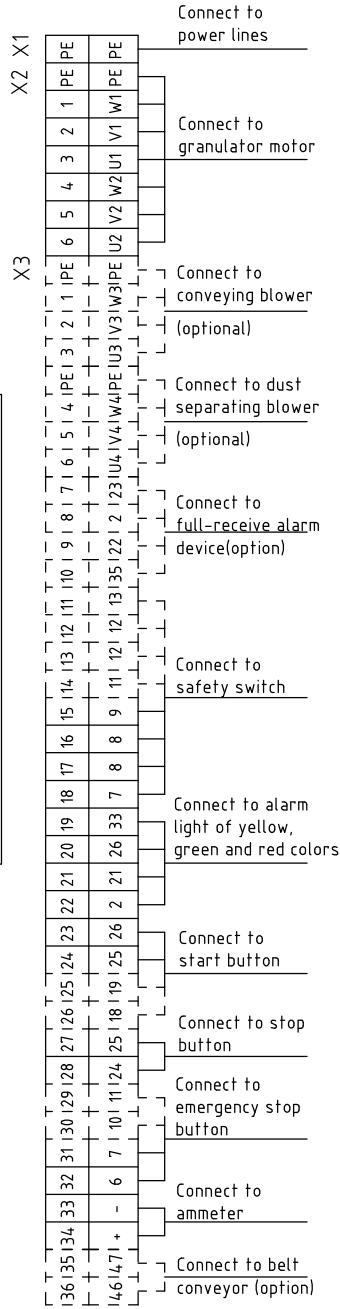 X1
PE PE
Connect to
power lines
X2
PE PE
1 W1
2 V1
3 U1
4 W2
5 V2
6 U2
Connect to
granulator motor
X3
PE PE
1 W3
2 V3
3 U3
Connect to
conveying blower
(optional)
PE PE
4 W4
5 V4
6 U4
Connect to dust
separating blower
(optional)
7 23
8 2
9 22
10 35
Connect to
full-receive alarm
device(option)
11 13
12 12
13 12
14 11
15 9
16 8
17 8
18 7
Connect to
safety switch
19 33
20 26
21 21
22 2
Connect to alarm
light of yellow,
green and red colors
23 26
24 25
25 19
26 18
Connect to
start button
27 25
28 24
Connect to stop
button
29 11
30 10
31 7
32 6
Connect to
emergency stop
button
33 -
34 +
Connect to
ammeter
35 47
36 46
Connect to belt
conveyor (option)